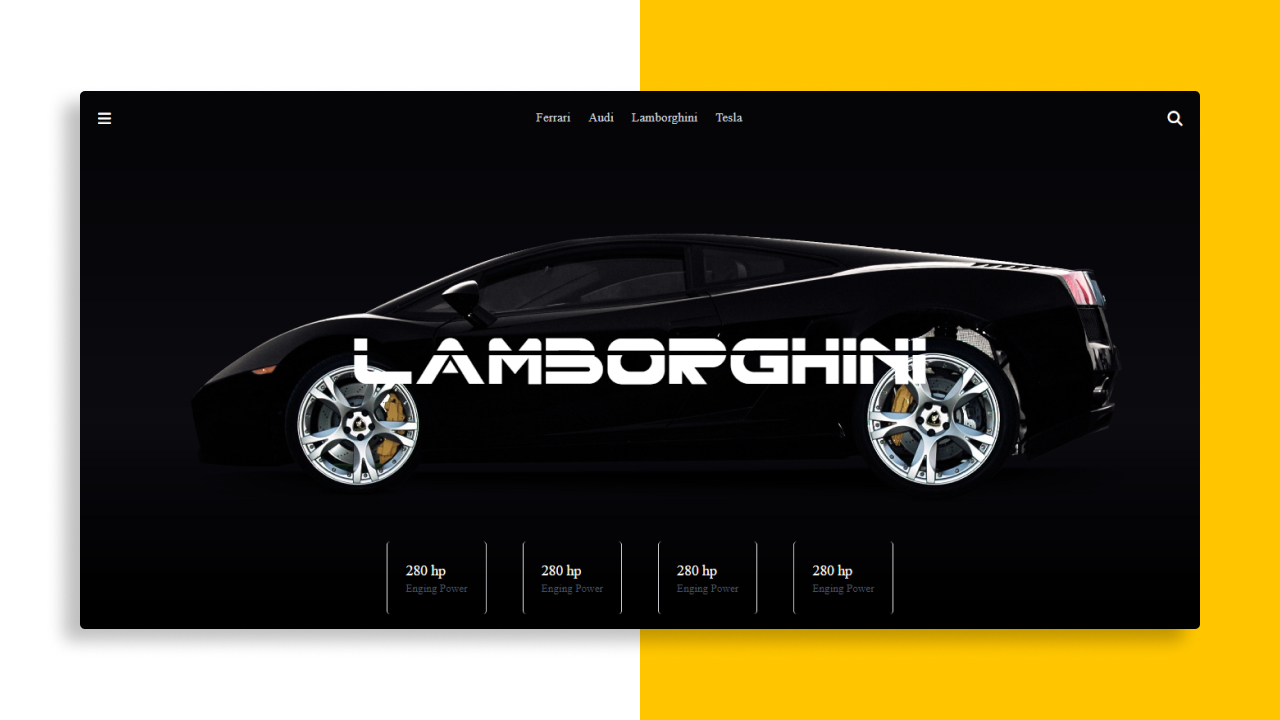 Ferrari Audi Lamborghini Tesla
LAMBORGHINI
280 hp 280 hp 280 hp 280 hp
Enging Power Enging Power Enging Power Enging Power